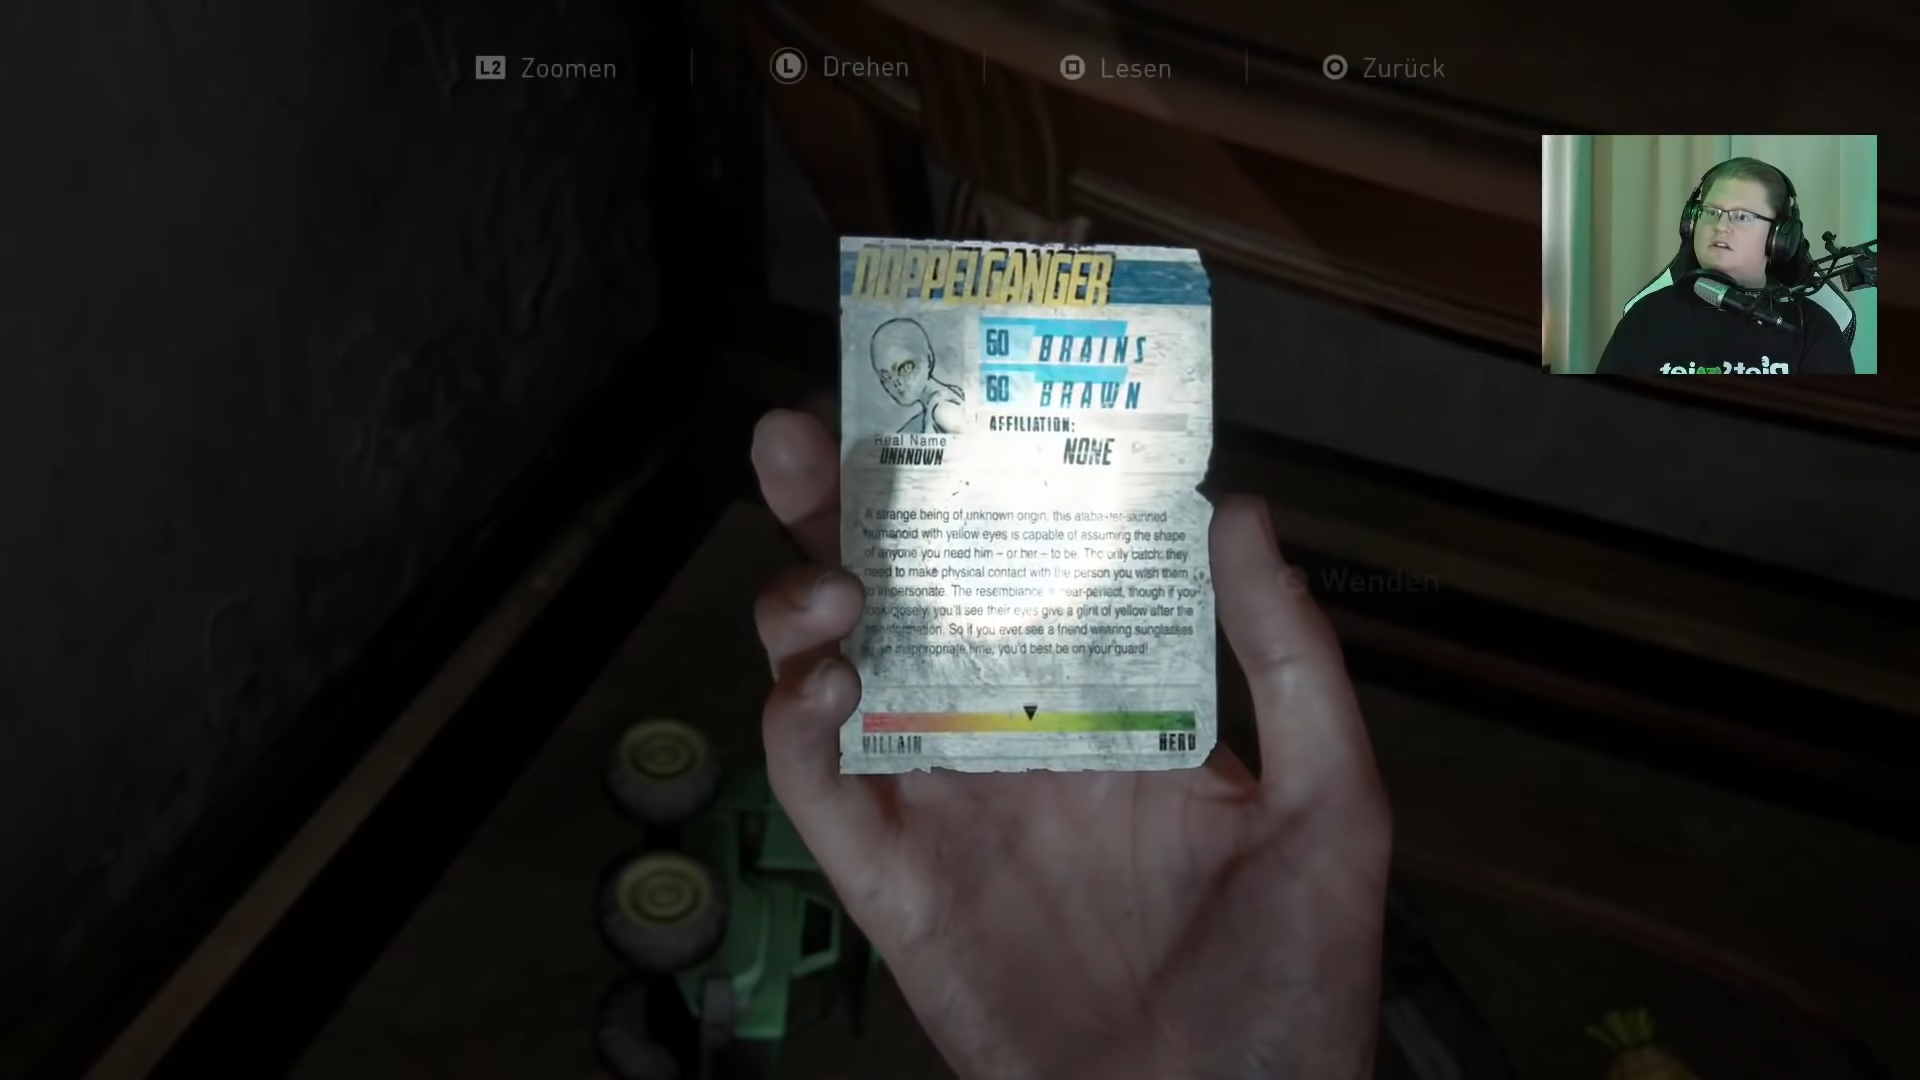 L2 Zoomen
L Drehen
Lesen
Zurück
DOPPELGANGER
60 BRAINS
60 BRAWN
AFFILIATION:
NONE
Real Name
UNKNOWN
A strange being of unknown origin, this alabaster-skinned
humanoid with yellow eyes is capable of assuming the shape
of anyone you need him – or her – to be. The only catch: they
need to make physical contact with the person you wish them
to impersonate. The resemblance is near-perfect, though if you
look closely, you'll see their eyes give a glint of yellow after the
transformation. So if you ever see a friend wearing sunglasses
at an inappropriate time, you'd best be on your guard!
VILLAIN
HERO
Wenden